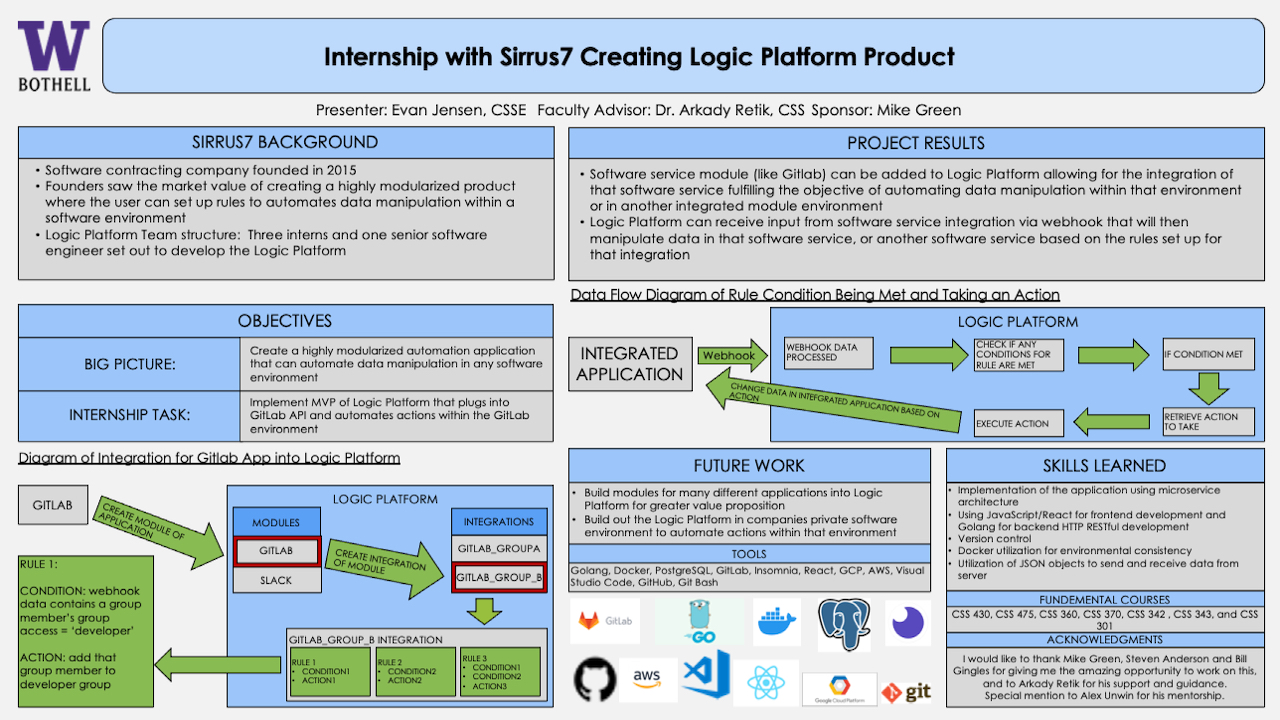 W
BOTHELL
Internship with Sirrus7 Creating Logic Platform Product
Presenter: Evan Jensen, CSSE Faculty Advisor: Dr. Arkady Retik, CSS Sponsor: Mike Green
SIRRUS7 BACKGROUND
• Software contracting company founded in 2015
• Founders saw the market value of creating a highly modularized product
where the user can set up rules to automates data manipulation within a
software environment
• Logic Platform Team structure: Three interns and one senior software
engineer set out to develop the Logic Platform
OBJECTIVES
BIG PICTURE:
Create a highly modularized automation application
that can automate data manipulation in any software
environment
INTERNSHIP TASK:
Implement MVP of Logic Platform that plugs into
GitLab API and automates actions within the GitLab
environment
Diagram of Integration for Gitlab App into Logic Platform
GITLAB
CREATE MODULE OF
APPLICATION
LOGIC PLATFORM
MODULES
GITLAB
SLACK
CREATE INTEGRATION
OF MODULE
INTEGRATIONS
GITLAB_GROUPA
GITLAB_GROUP_B
GITLAB_GROUP_B INTEGRATION
RULE 1
• CONDITION1
• ACTION1
RULE 2
• CONDITION2
• ACTION2
RULE 3
• CONDITION1
• CONDITION2
• ACTION3
RULE 1:
CONDITION: webhook
data contains a group
member's group
access = 'developer'
ACTION: add that
group member to
developer group
PROJECT RESULTS
• Software service module (like Gitlab) can be added to Logic Platform allowing for the integration of
that software service fulfilling the objective of automating data manipulation within that environment
or in another integrated module environment
• Logic Platform can receive input from software service integration via webhook that will then
manipulate data in that software service, or another software service based on the rules set up for
that integration
Data Flow Diagram of Rule Condition Being Met and Taking an Action
INTEGRATED
APPLICATION
Webhook
LOGIC PLATFORM
WEBHOOK DATA
PROCESSED
CHECK IF ANY
CONDITIONS FOR
RULE ARE MET
IF CONDITION MET
RETRIEVE ACTION
TO TAKE
EXECUTE ACTION
CHANGE DATA IN INTEFGRATED APPLICATION BASED ON
ACTION
FUTURE WORK
• Build modules for many different applications into Logic
Platform for greater value proposition
• Build out the Logic Platform in companies private software
environment to automate actions within that environment
TOOLS
Golang, Docker, PostgreSQL, GitLab, Insomnia, React, GCP, AWS, Visual
Studio Code, GitHub, Git Bash
GitLab
GO
docker
aws
Google Cloud Platform
git
SKILLS LEARNED
• Implementation of the application using microservice
architecture
• Using JavaScript/React for frontend development and
Golang for backend HTTP RESTful development
• Version control
• Docker utilization for environmental consistency
• Utilization of JSON objects to send and receive data from
server
FUNDEMENTAL COURSES
CSS 430, CSS 475, CSS 360, CSS 370, CSS 342 , CSS 343, and CSS
301
ACKNOWLEDGMENTS
I would like to thank Mike Green, Steven Anderson and Bill
Gingles for giving me the amazing opportunity to work on this,
and to Arkady Retik for his support and guidance.
Special mention to Alex Unwin for his mentorship.